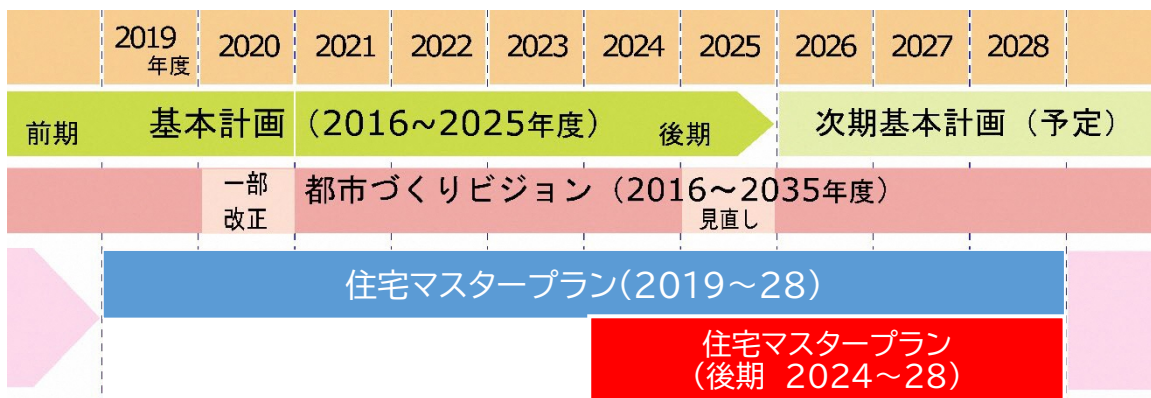 2019 2020 2021 2022 2023 2024 2025 2026 2027 2028
年度
前期 基本計画（2016～2025年度） 後期 次期基本計画（予定）
一部 都市づくりビジョン（2016～2035年度）
改正 見直し
住宅マスタープラン(2019～28)
住宅マスタープラン
(後期 2024～28)